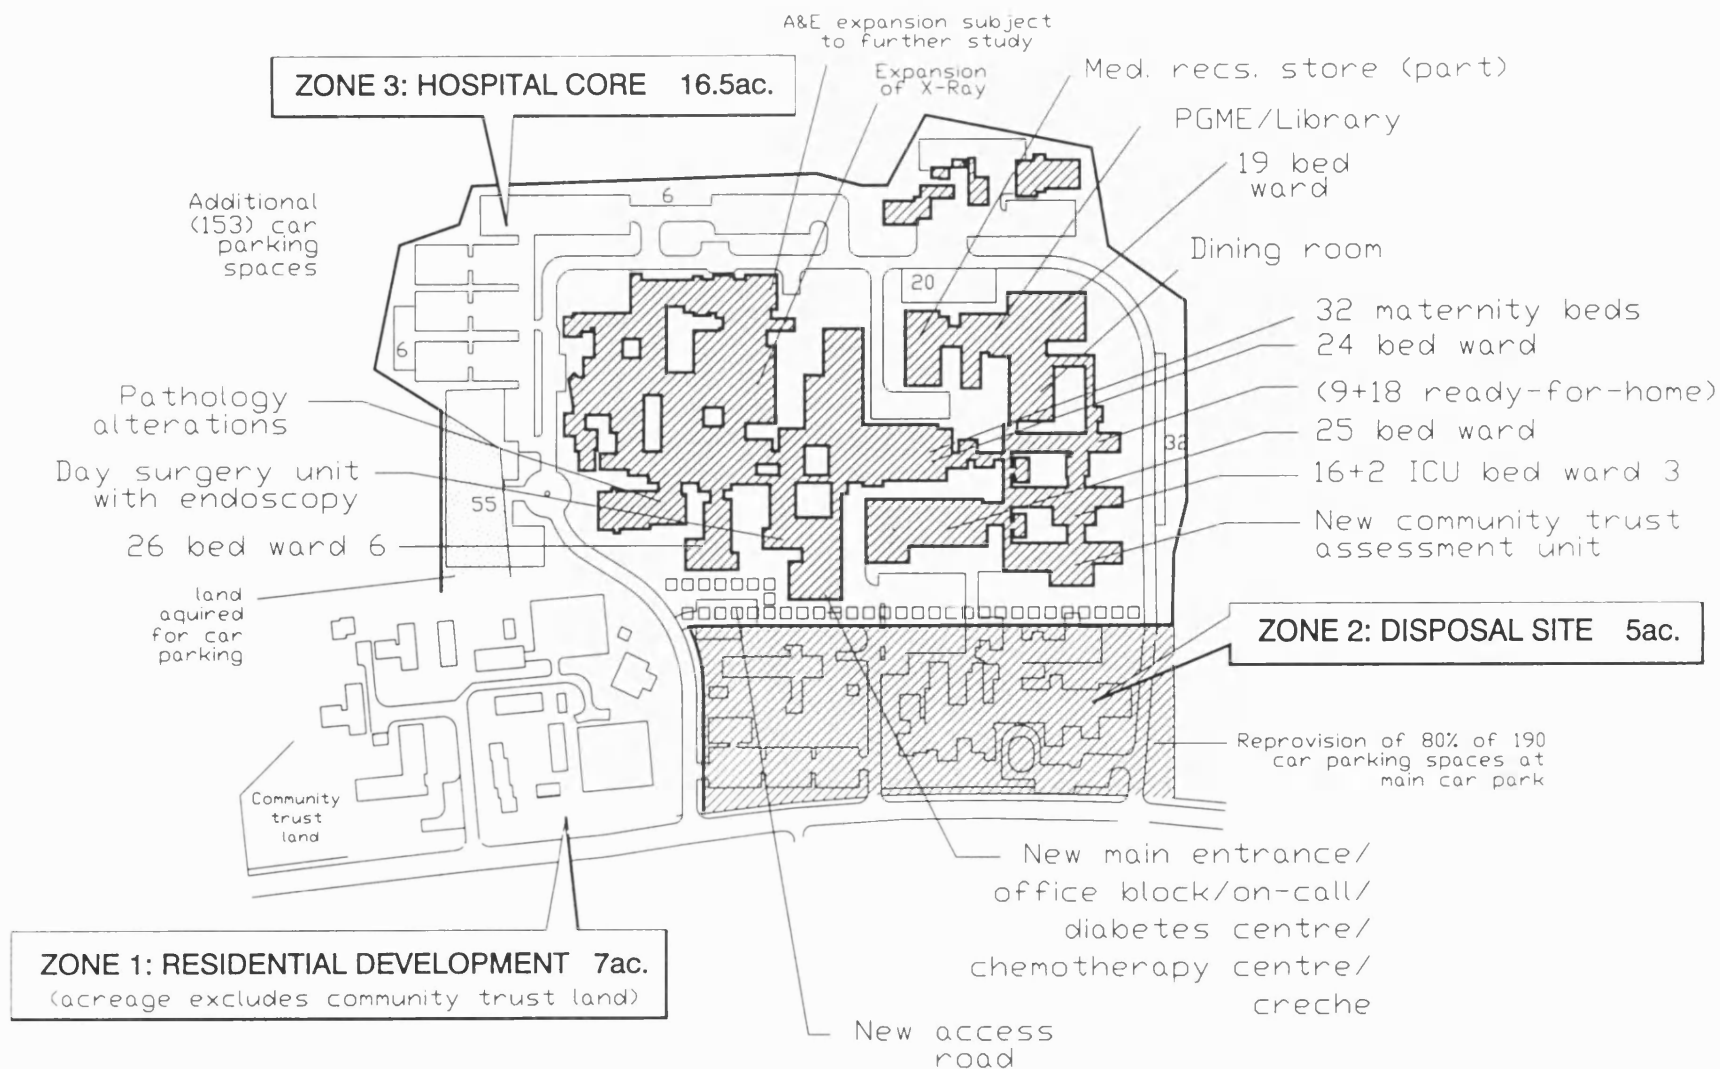 A&E expansion subject
to further study
ZONE 3: HOSPITAL CORE 16.5ac.
Expansion
of X-Ray
Med. recs. store (part)
PGME/Library
19 bed
ward
Additional
(153) car
parking
spaces
6
Dining room
20
32 maternity beds
24 bed ward
6
(9+18 ready-for-home)
Pathology
alterations
25 bed ward
32
Day surgery unit
with endoscopy
16+2 ICU bed ward 3
55
New community trust
assessment unit
26 bed ward 6
land
aquired
for car
parking
ZONE 2: DISPOSAL SITE 5ac.
Reprovision of 80% of 190
car parking spaces at
main car park
Community
trust
land
New main entrance/
office block/on-call/
diabetes centre/
chemotherapy centre/
creche
ZONE 1: RESIDENTIAL DEVELOPMENT 7ac.
(acreage excludes community trust land)
New access
road